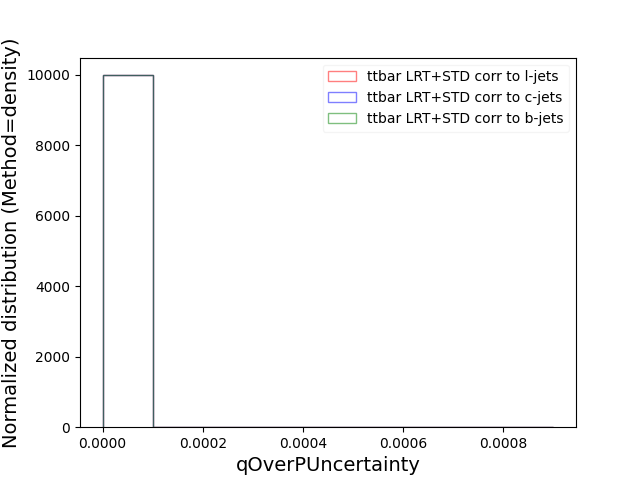 Normalized distribution (Method=density)
10000
8000
6000
4000
2000
0
ttbar LRT+STD corr to l-jets
ttbar LRT+STD corr to c-jets
ttbar LRT+STD corr to b-jets
0.0000 0.0002 0.0004 0.0006 0.0008
qOverPUncertainty